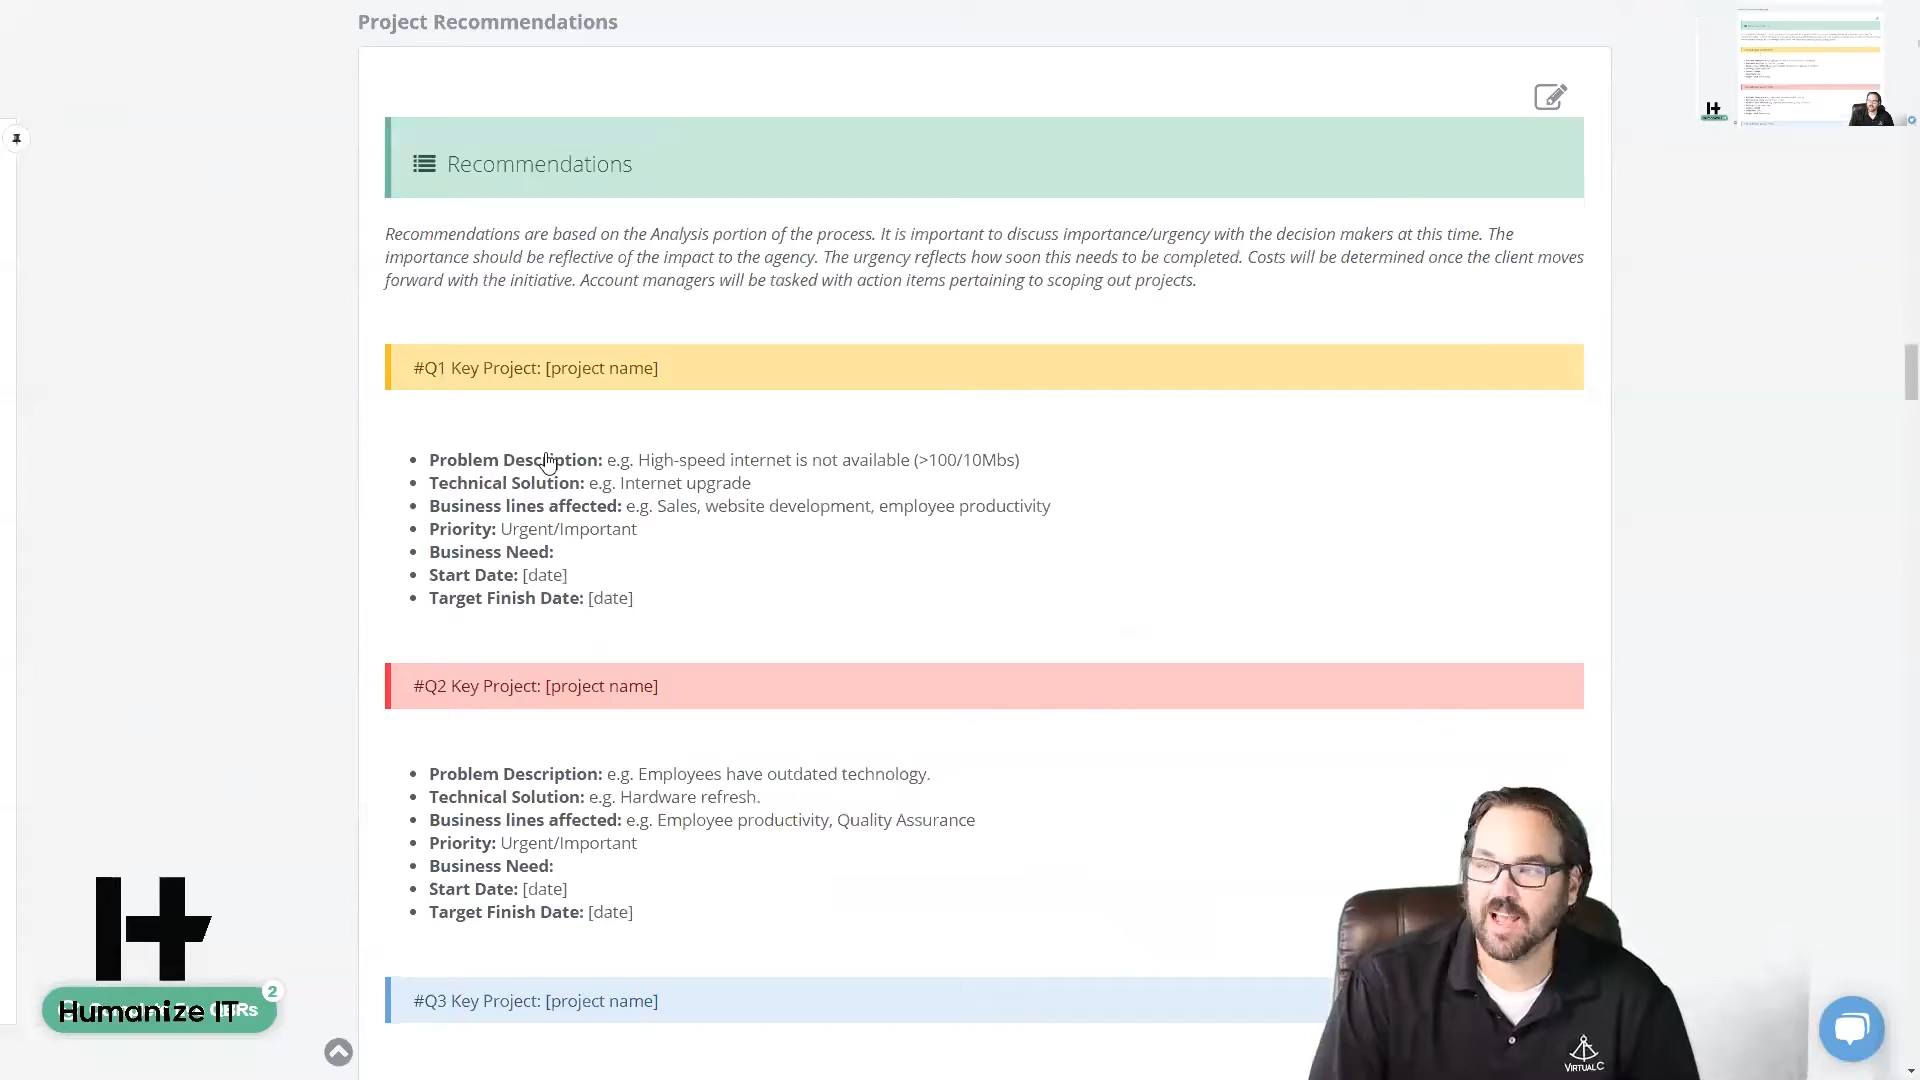 Project Recommendations
Recommendations
Recommendations are based on the Analysis portion of the process. It is important to discuss importance/urgency with the decision makers at this time. The
importance should be reflective of the impact to the agency. The urgency reflects how soon this needs to be completed. Costs will be determined once the client moves
forward with the initiative. Account managers will be tasked with action items pertaining to scoping out projects.
#Q1 Key Project: [project name]
Problem Description: e.g. High-speed internet is not available (>100/10Mbs)
Technical Solution: e.g. Internet upgrade
Business lines affected: e.g. Sales, website development, employee productivity
Priority: Urgent/Important
Business Need:
Start Date: [date]
Target Finish Date: [date]
#Q2 Key Project: [project name]
Problem Description: e.g. Employees have outdated technology.
Technical Solution: e.g. Hardware refresh.
Business lines affected: e.g. Employee productivity, Quality Assurance
Priority: Urgent/Important
Business Need:
Start Date: [date]
Target Finish Date: [date]
#Q3 Key Project: [project name]
2
Humanize IT
QBRs
VIRTUALC